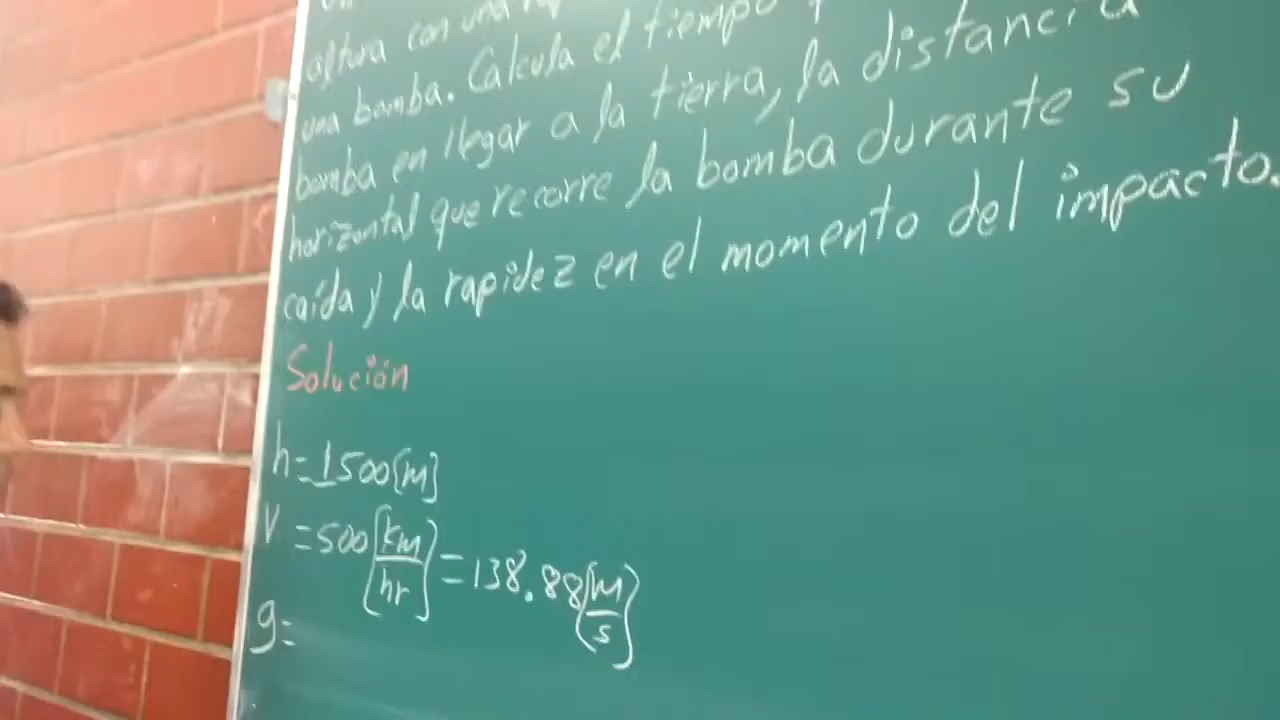 altura con una
una bomba. Calcula el tiempo
bomba en llegar a la tierra, la distancia
horizontal que recorre la bomba durante su
caída y la rapidez en el momento del impacto.
Solución
h=1500[m]
V=500[km/hr]=138.88[m/s]
g=